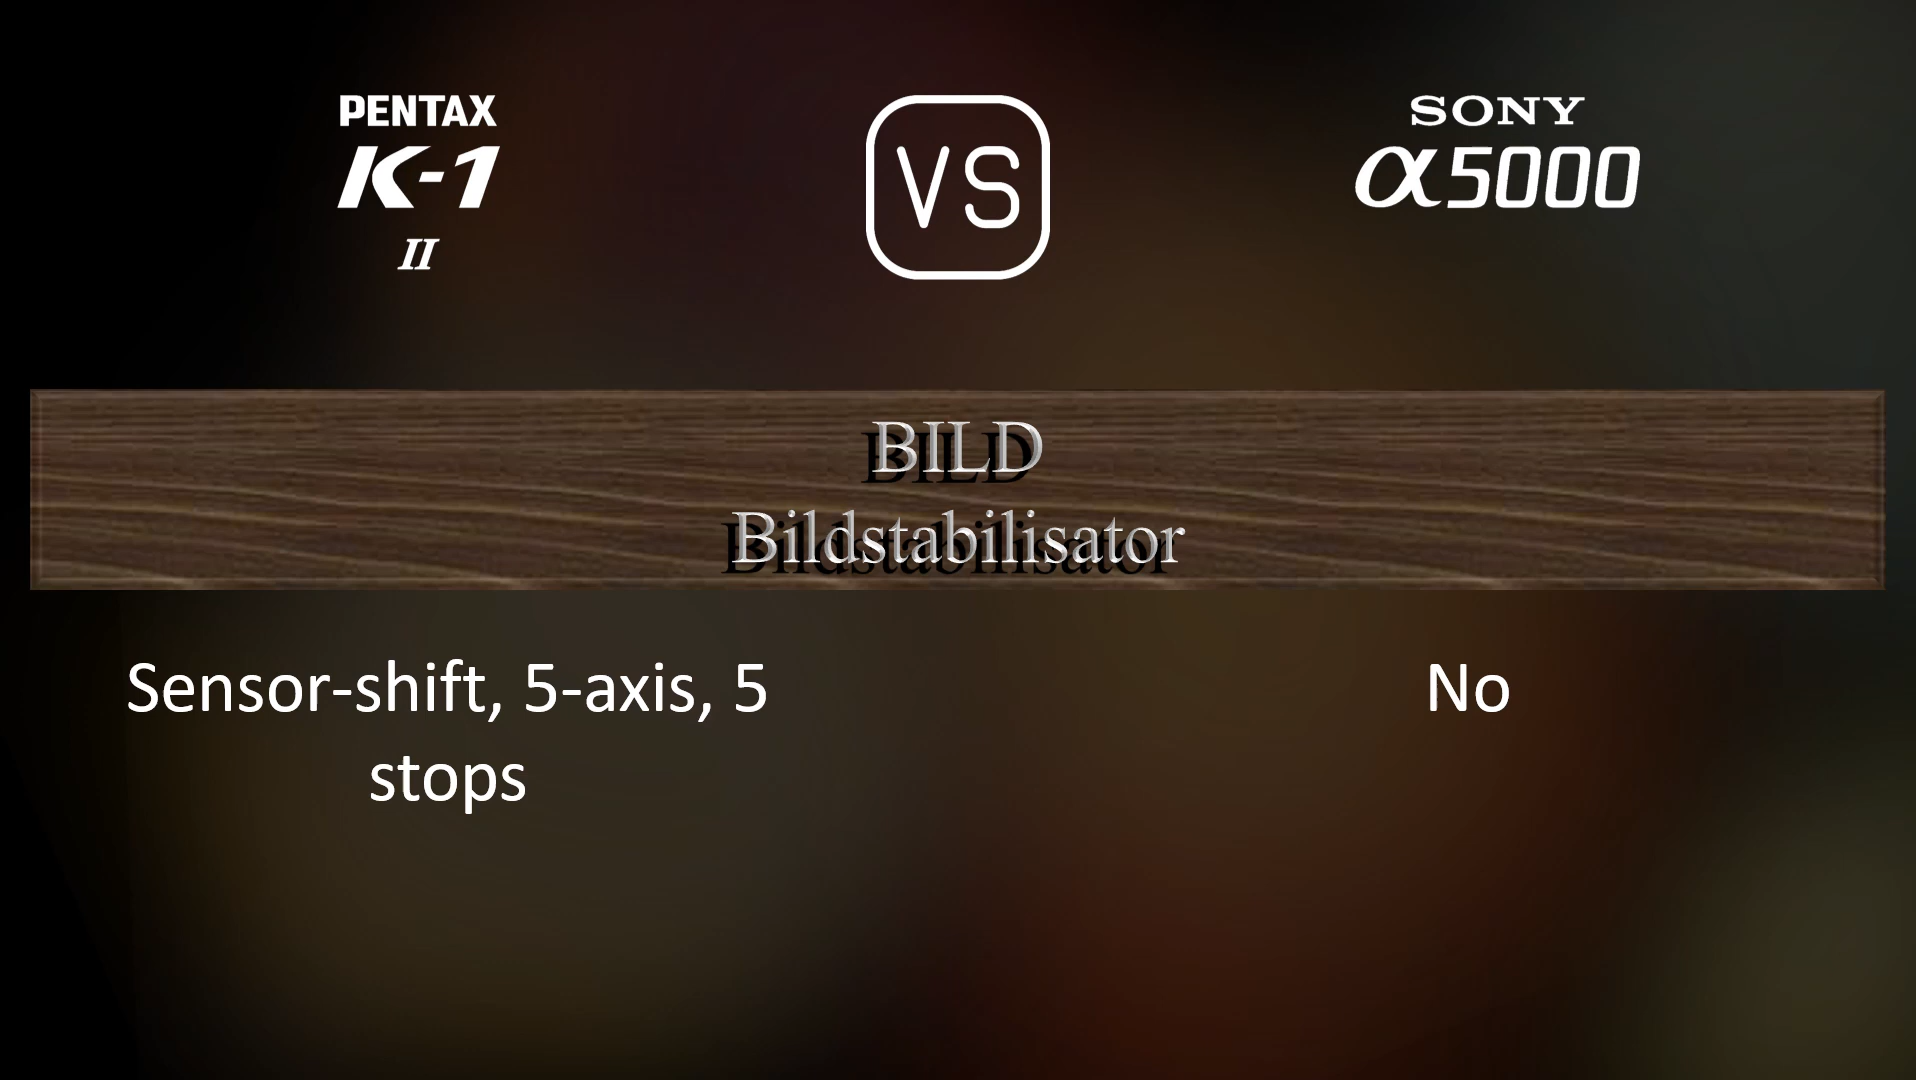 PENTAX
K-1
II
VS
SONY
α5000
BILD
Bildstabilisator
Sensor-shift, 5-axis, 5
stops
No